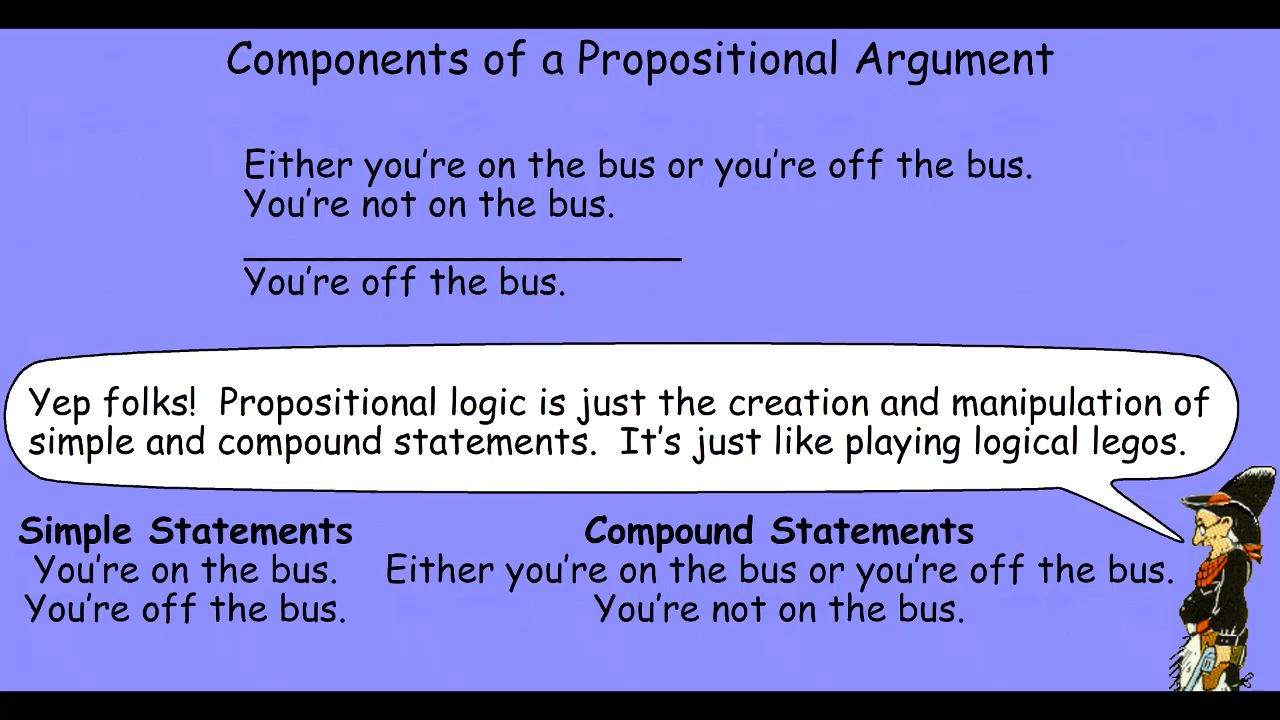 Components of a Propositional Argument
Either you’re on the bus or you’re off the bus.
You’re not on the bus.
You’re off the bus.
Yep folks!  Propositional logic is just the creation and manipulation of
simple and compound statements.  It’s just like playing logical legos.
Simple Statements
You’re on the bus.
You’re off the bus.
Compound Statements
Either you’re on the bus or you’re off the bus.
You’re not on the bus.